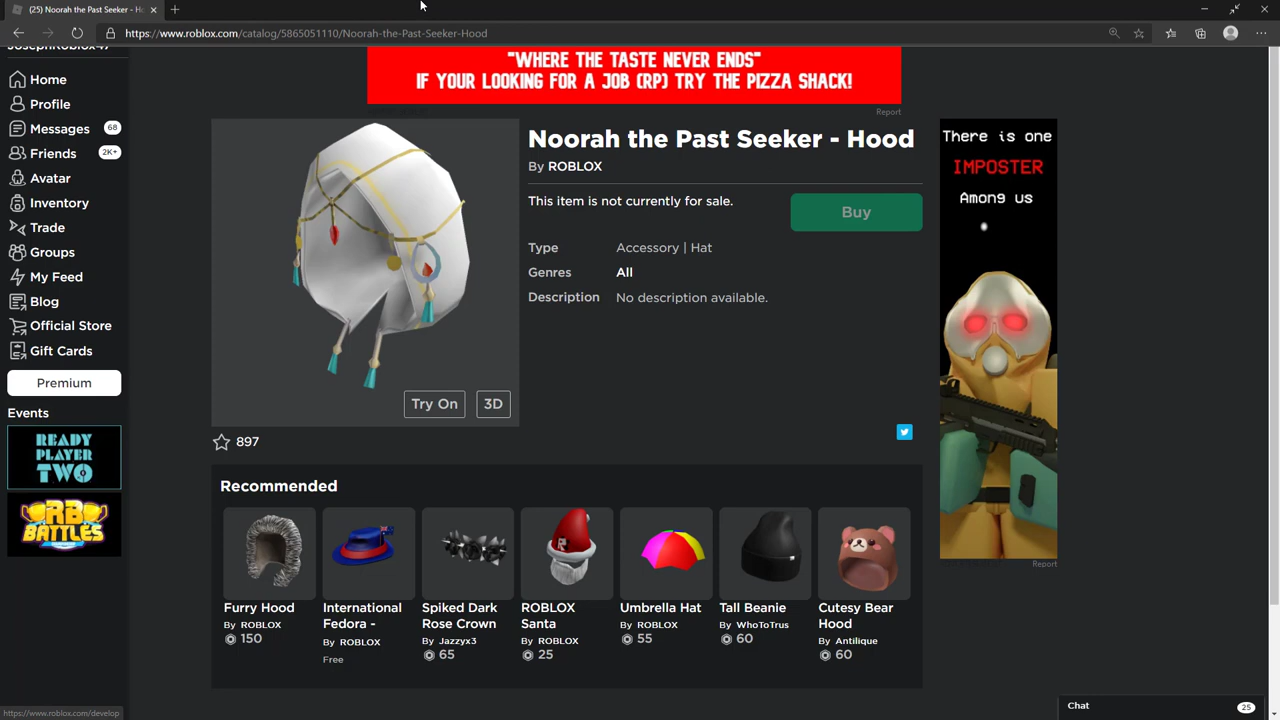 (25) Noorah the Past Seeker - Ho
https://www.roblox.com/catalog/5865051110/Noorah-the-Past-Seeker-Hood
JosephRoblox47
Home
Profile
Messages 68
Friends 2K+
Avatar
Inventory
Trade
Groups
My Feed
Blog
Official Store
Gift Cards
Premium
Events
READY
PLAYER
TWO
RB
BATTLES
https://www.roblox.com/develop
"WHERE THE TASTE NEVER ENDS"
IF YOUR LOOKING FOR A JOB (RP) TRY THE PIZZA SHACK!
Report
Noorah the Past Seeker - Hood
By ROBLOX
This item is not currently for sale.
Buy
Type Accessory | Hat
Genres All
Description No description available.
Try On 3D
897
There is one
IMPOSTER
Among us
Report
Recommended
Furry Hood
By ROBLOX
150
International
Fedora -
By ROBLOX
Free
Spiked Dark
Rose Crown
By Jazzyx3
65
ROBLOX
Santa
By ROBLOX
25
Umbrella Hat
By ROBLOX
55
Tall Beanie
By WhoToTrus
60
Cutesy Bear
Hood
By Antilique
60
Chat 25